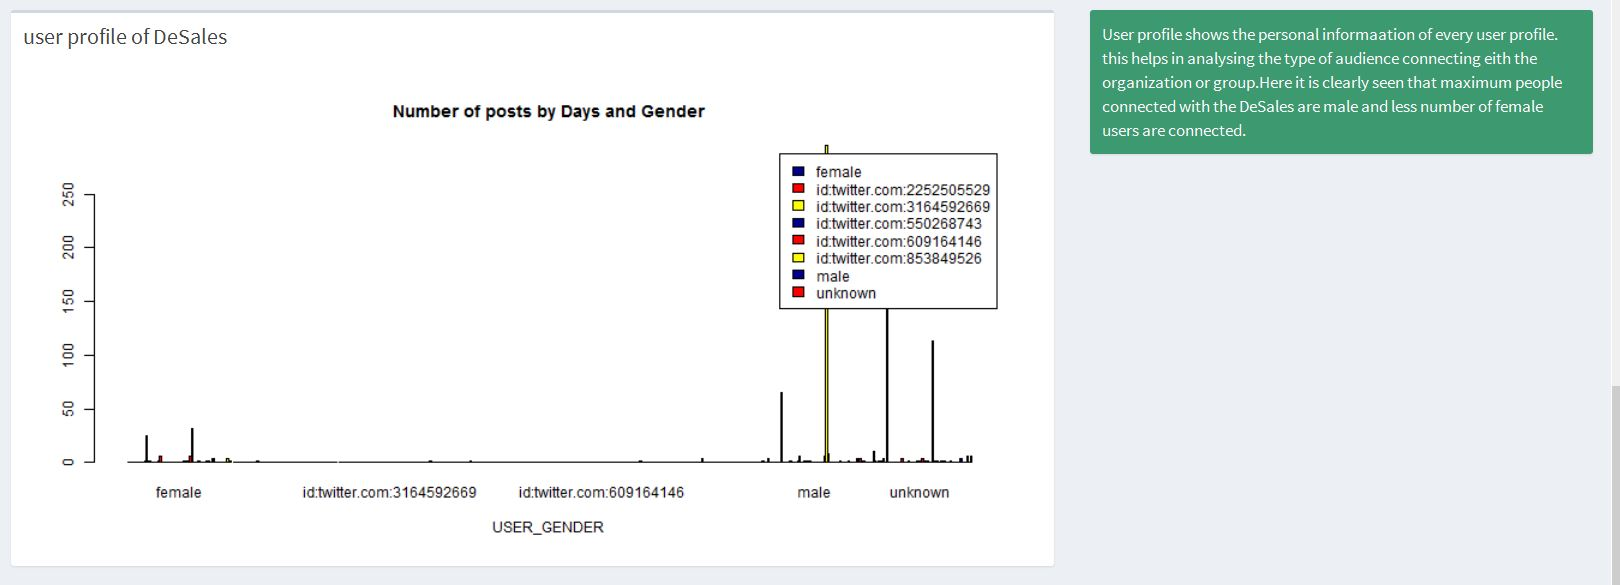 user profile of DeSales
Number of posts by Days and Gender
250
200
150
100
50
0
female
id:twitter.com:2252505529
id:twitter.com:3164592669
id:twitter.com:550268743
id:twitter.com:609164146
id:twitter.com:853849526
male
unknown
female id:twitter.com:3164592669 id:twitter.com:609164146 male unknown
USER_GENDER
User profile shows the personal informaation of every user profile.
this helps in analysing the type of audience connecting eith the
organization or group.Here it is clearly seen that maximum people
connected with the DeSales are male and less number of female
users are connected.